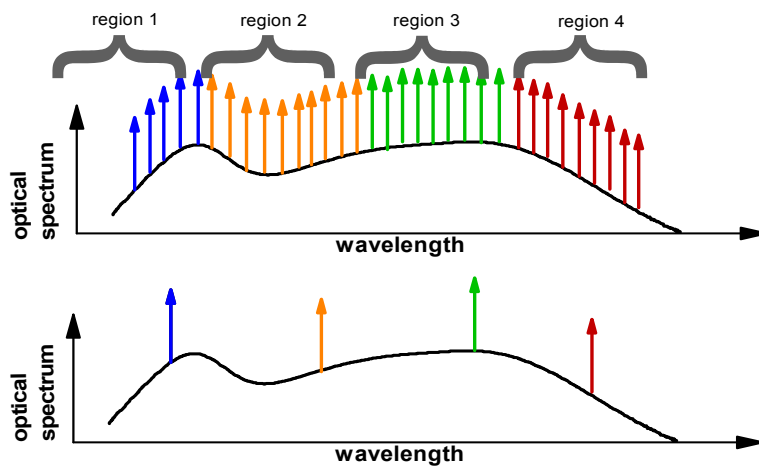 region 1
region 2
region 3
region 4
optical
spectrum
wavelength
optical
spectrum
wavelength